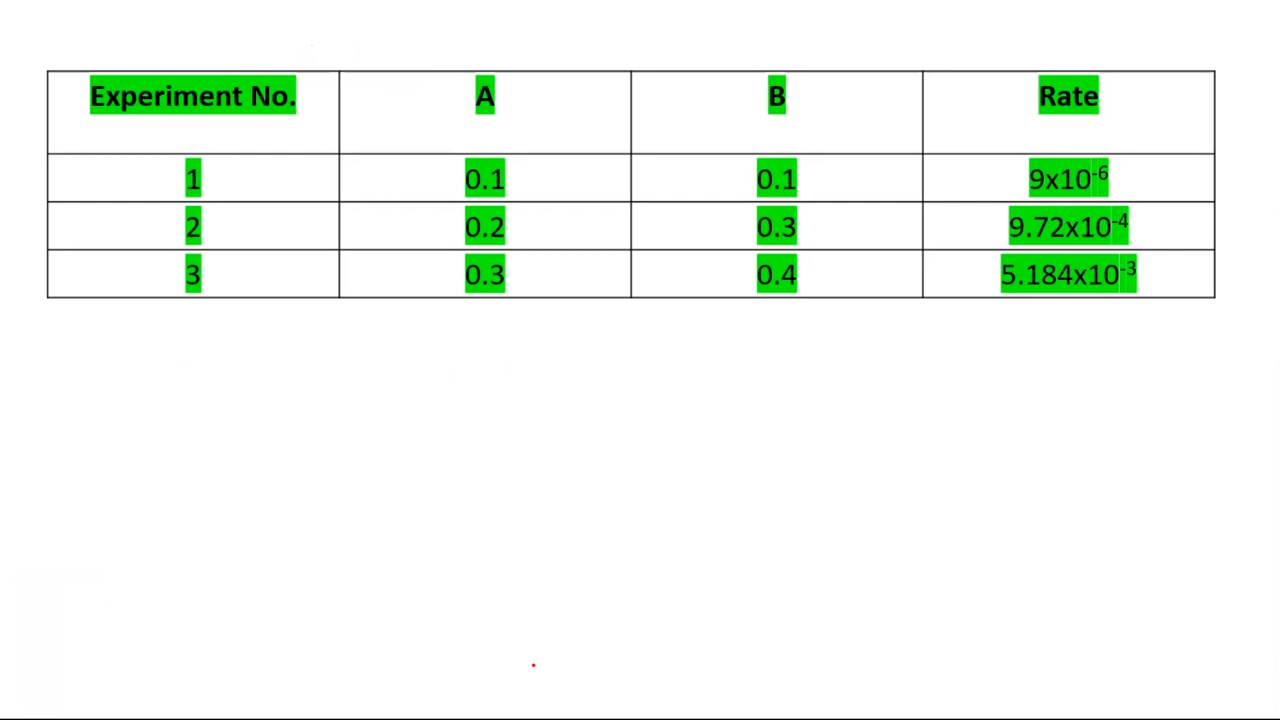 Experiment No. A B Rate
1 0.1 0.1 9x10⁻⁶
2 0.2 0.3 9.72x10⁻⁴
3 0.3 0.4 5.184x10⁻³